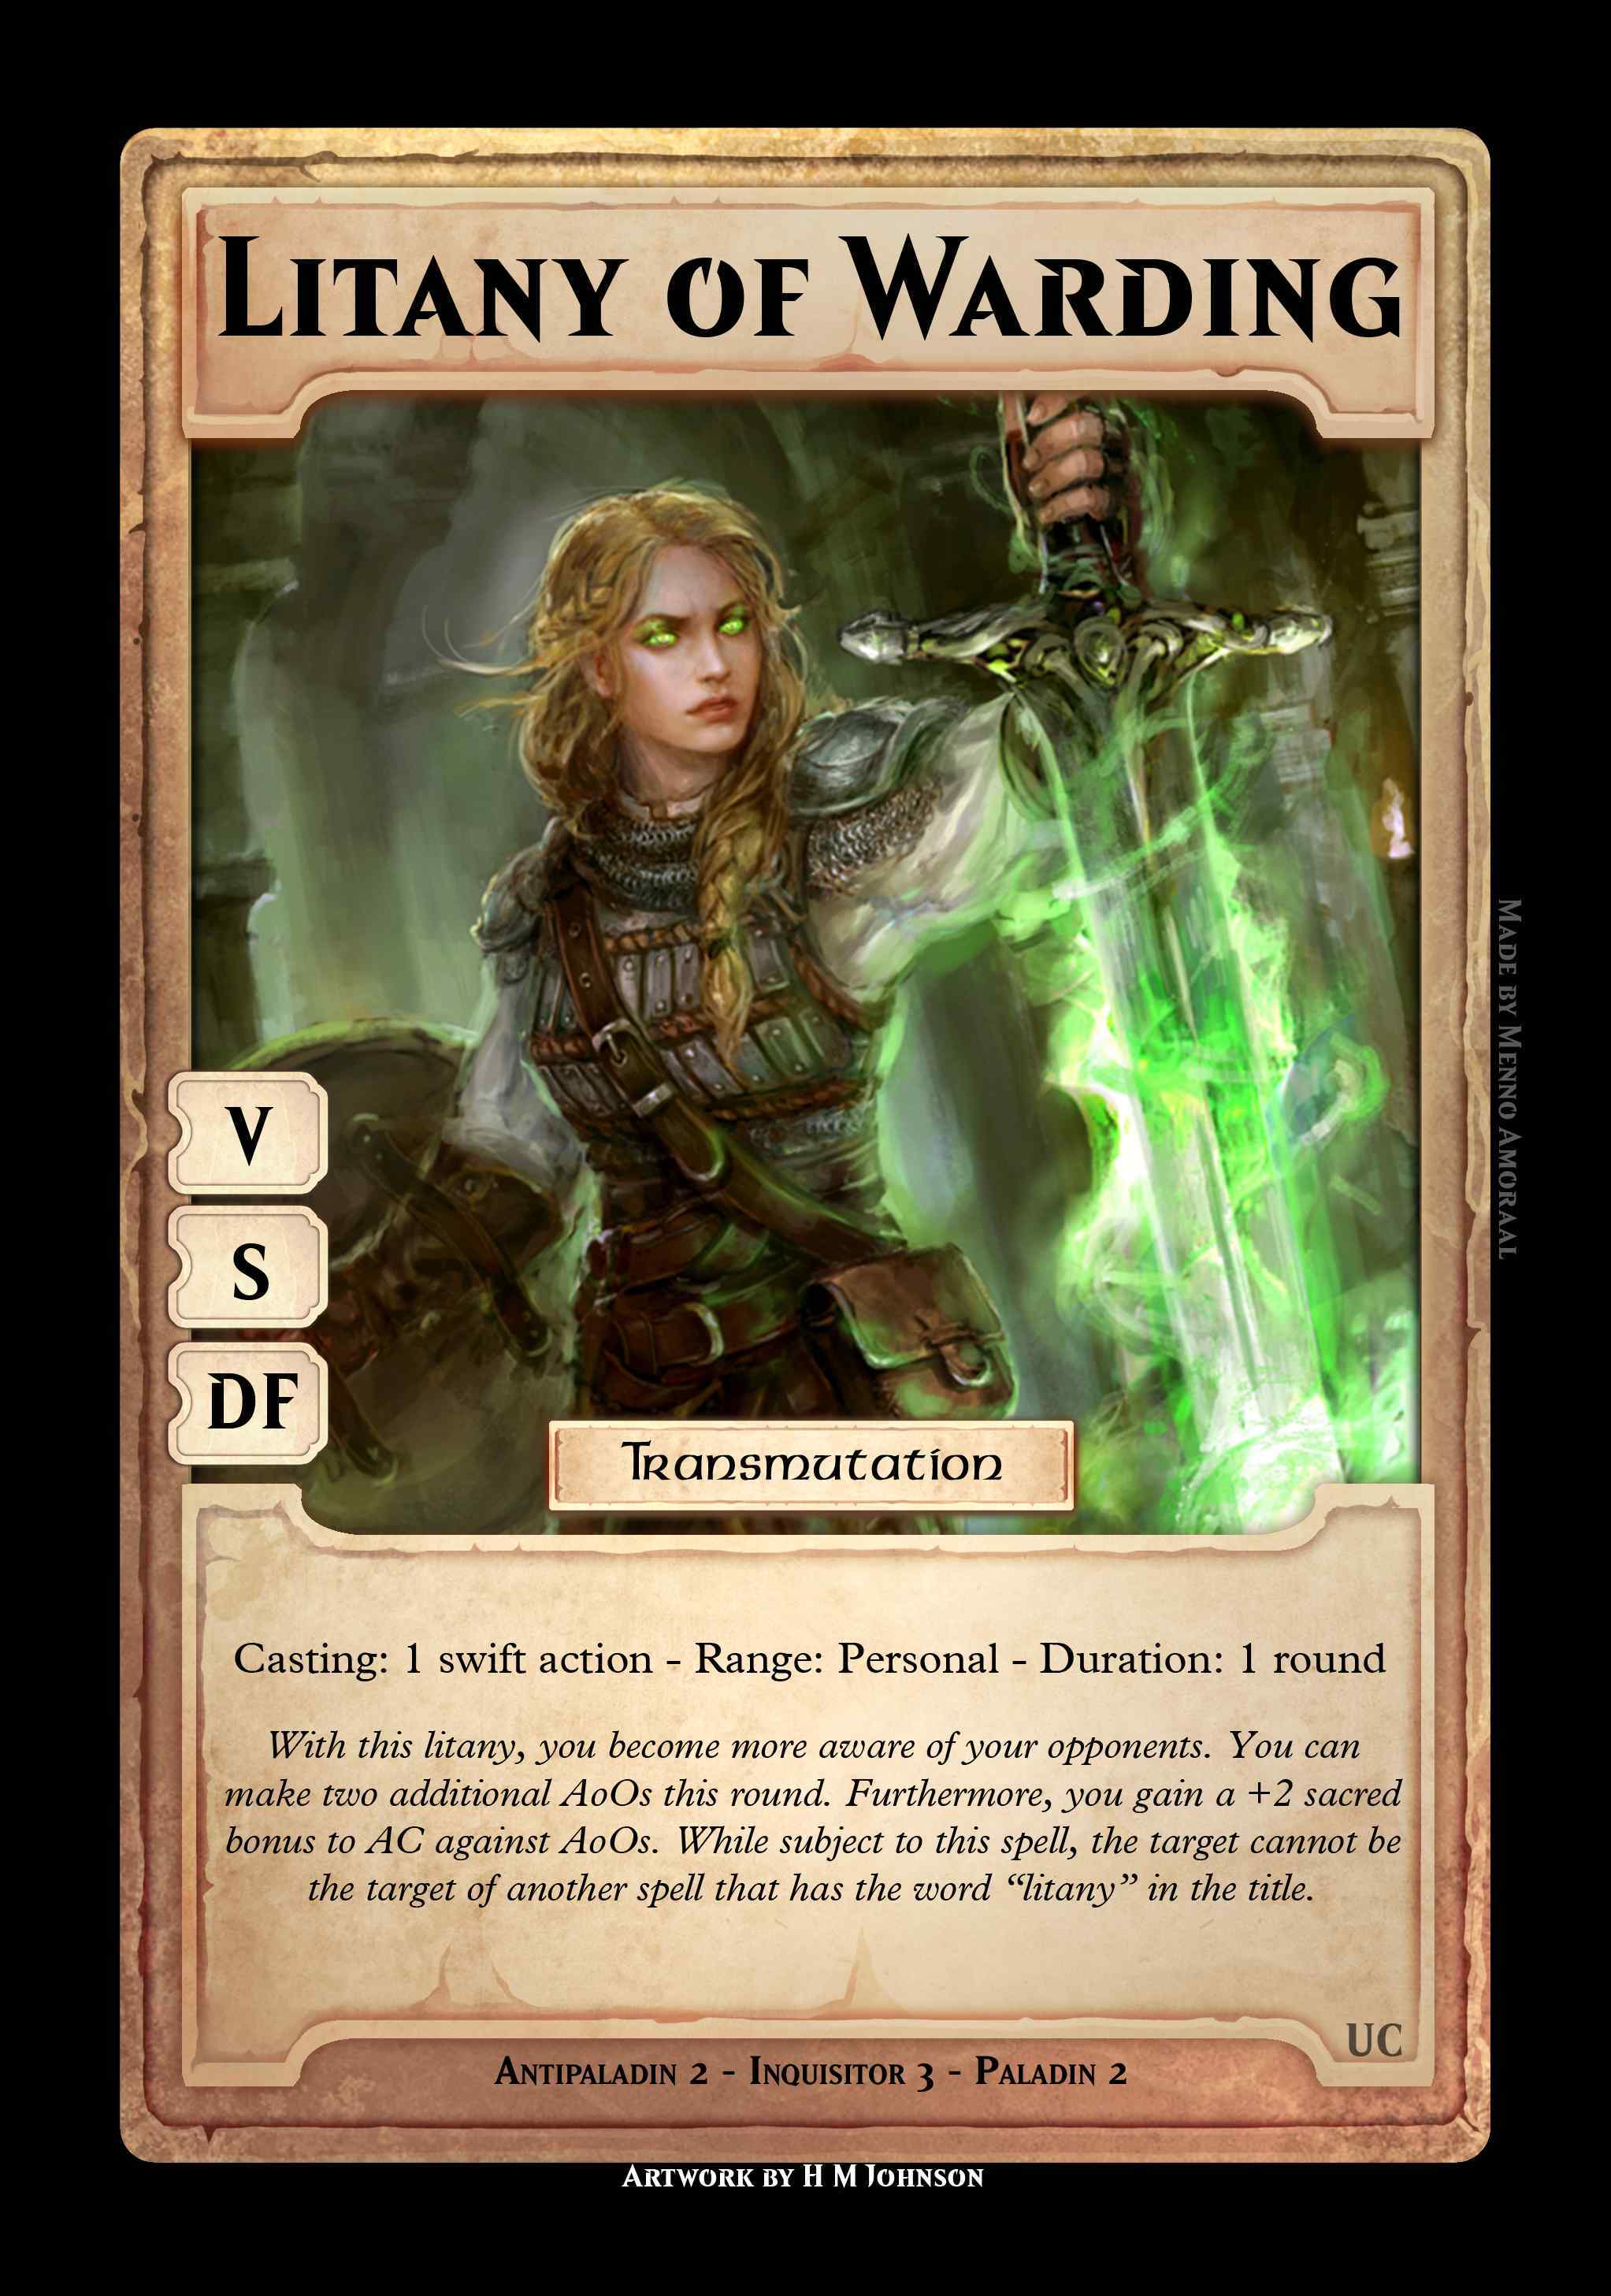 Litany of Warding
V
S
DF
Transmutation
Casting: 1 swift action - Range: Personal - Duration: 1 round
With this litany, you become more aware of your opponents. You can
make two additional AoOs this round. Furthermore, you gain a +2 sacred
bonus to AC against AoOs. While subject to this spell, the target cannot be
the target of another spell that has the word “litany” in the title.
UC
Antipaladin 2 - Inquisitor 3 - Paladin 2
Artwork by H M Johnson
Made by Menno Amoraal